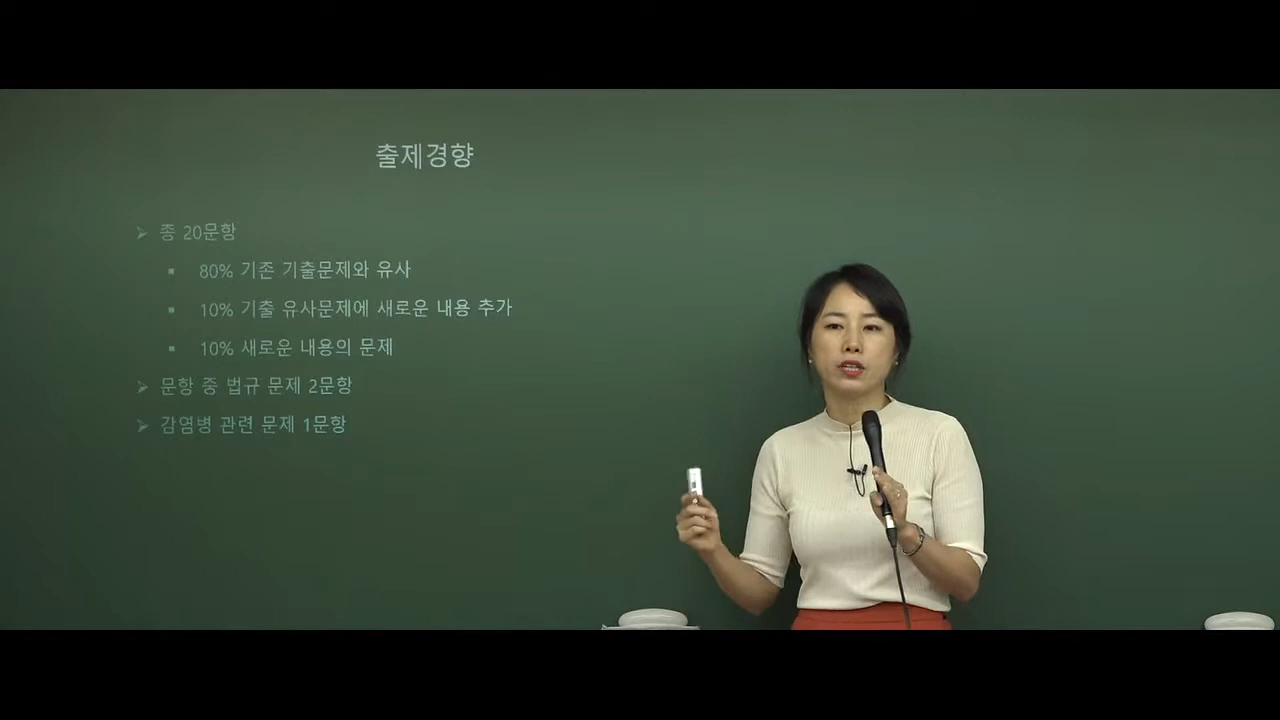 출제경향
총 20문항
80% 기존 기출문제와 유사
10% 기출 유사문제에 새로운 내용 추가
10% 새로운 내용의 문제
문항 중 법규 문제 2문항
감염병 관련 문제 1문항